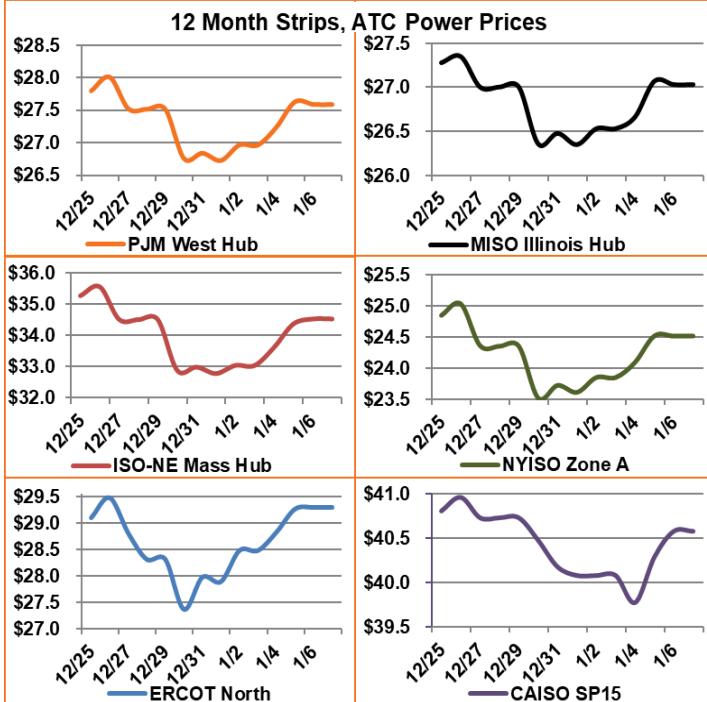 12 Month Strips, ATC Power Prices
$28.5
$28.0
$27.5
$27.0
$26.5
12/25 12/27 12/29 12/31 1/2 1/4 1/6
PJM West Hub
$27.5
$27.0
$26.5
$26.0
12/25 12/27 12/29 12/31 1/2 1/4 1/6
MISO Illinois Hub
$36.0
$35.0
$34.0
$33.0
$32.0
12/25 12/27 12/29 12/31 1/2 1/4 1/6
ISO-NE Mass Hub
$25.5
$25.0
$24.5
$24.0
$23.5
12/25 12/27 12/29 12/31 1/2 1/4 1/6
NYISO Zone A
$29.5
$29.0
$28.5
$28.0
$27.5
$27.0
12/25 12/27 12/29 12/31 1/2 1/4 1/6
ERCOT North
$41.0
$40.5
$40.0
$39.5
12/25 12/27 12/29 12/31 1/2 1/4 1/6
CAISO SP15